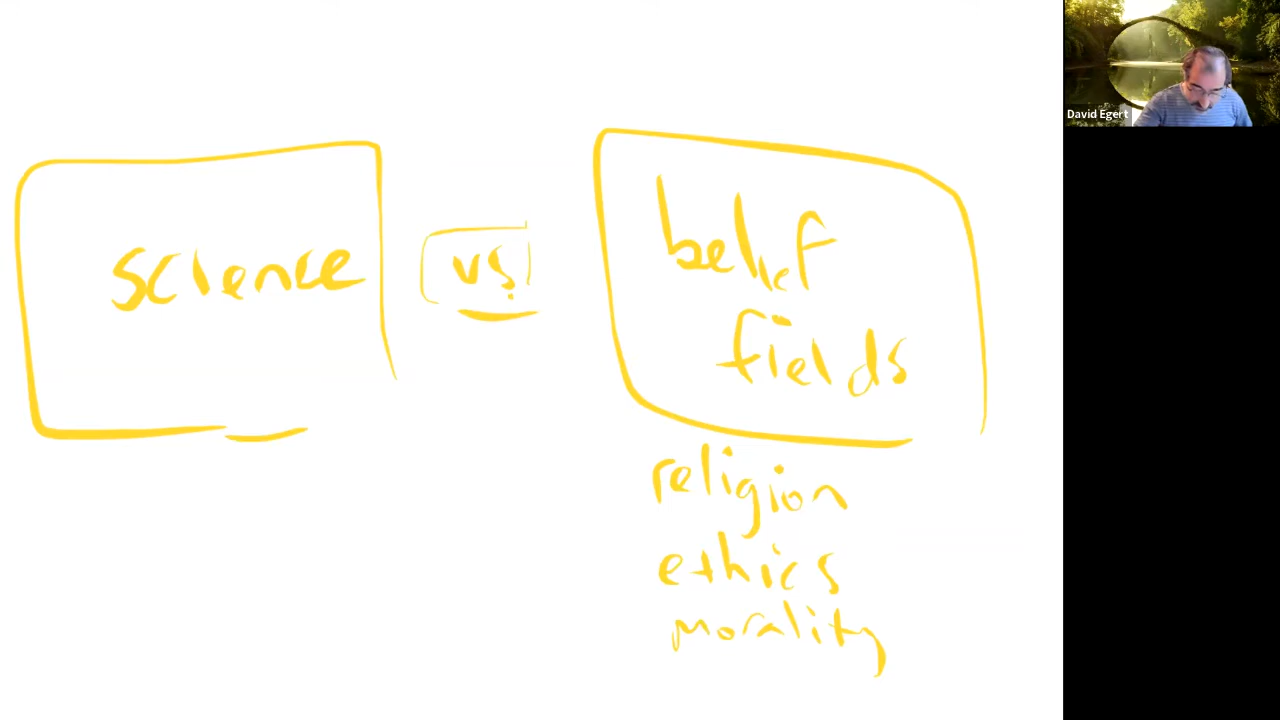 science
vs
belief
fields
religion
ethics
morality
David Egert